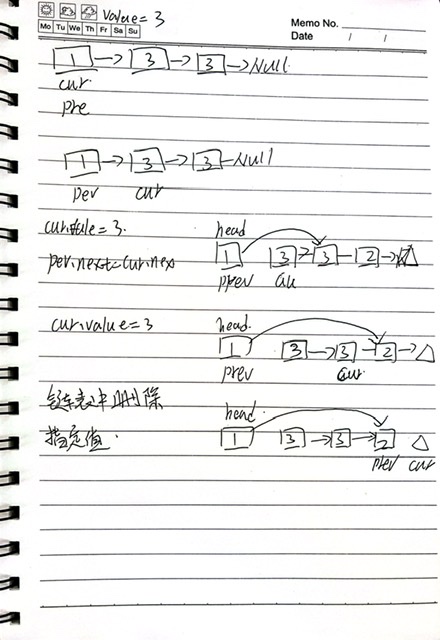 value = 3
Memo No.
Mo Tu We Th Fr Sa Su
Date / /
1 → 3 → 3 → Null
cur
pre
1 → 3 → 3 — Null
per cur
cur.value = 3. head
1 3 → 3 — 2 → △
per.next = cur.next prev cur
cur.value = 3 head.
1 3 → 3 → 2 → △
prev cur
链表中删除
head.
指定值. 1 3 → 3 → 2 △
prev cur